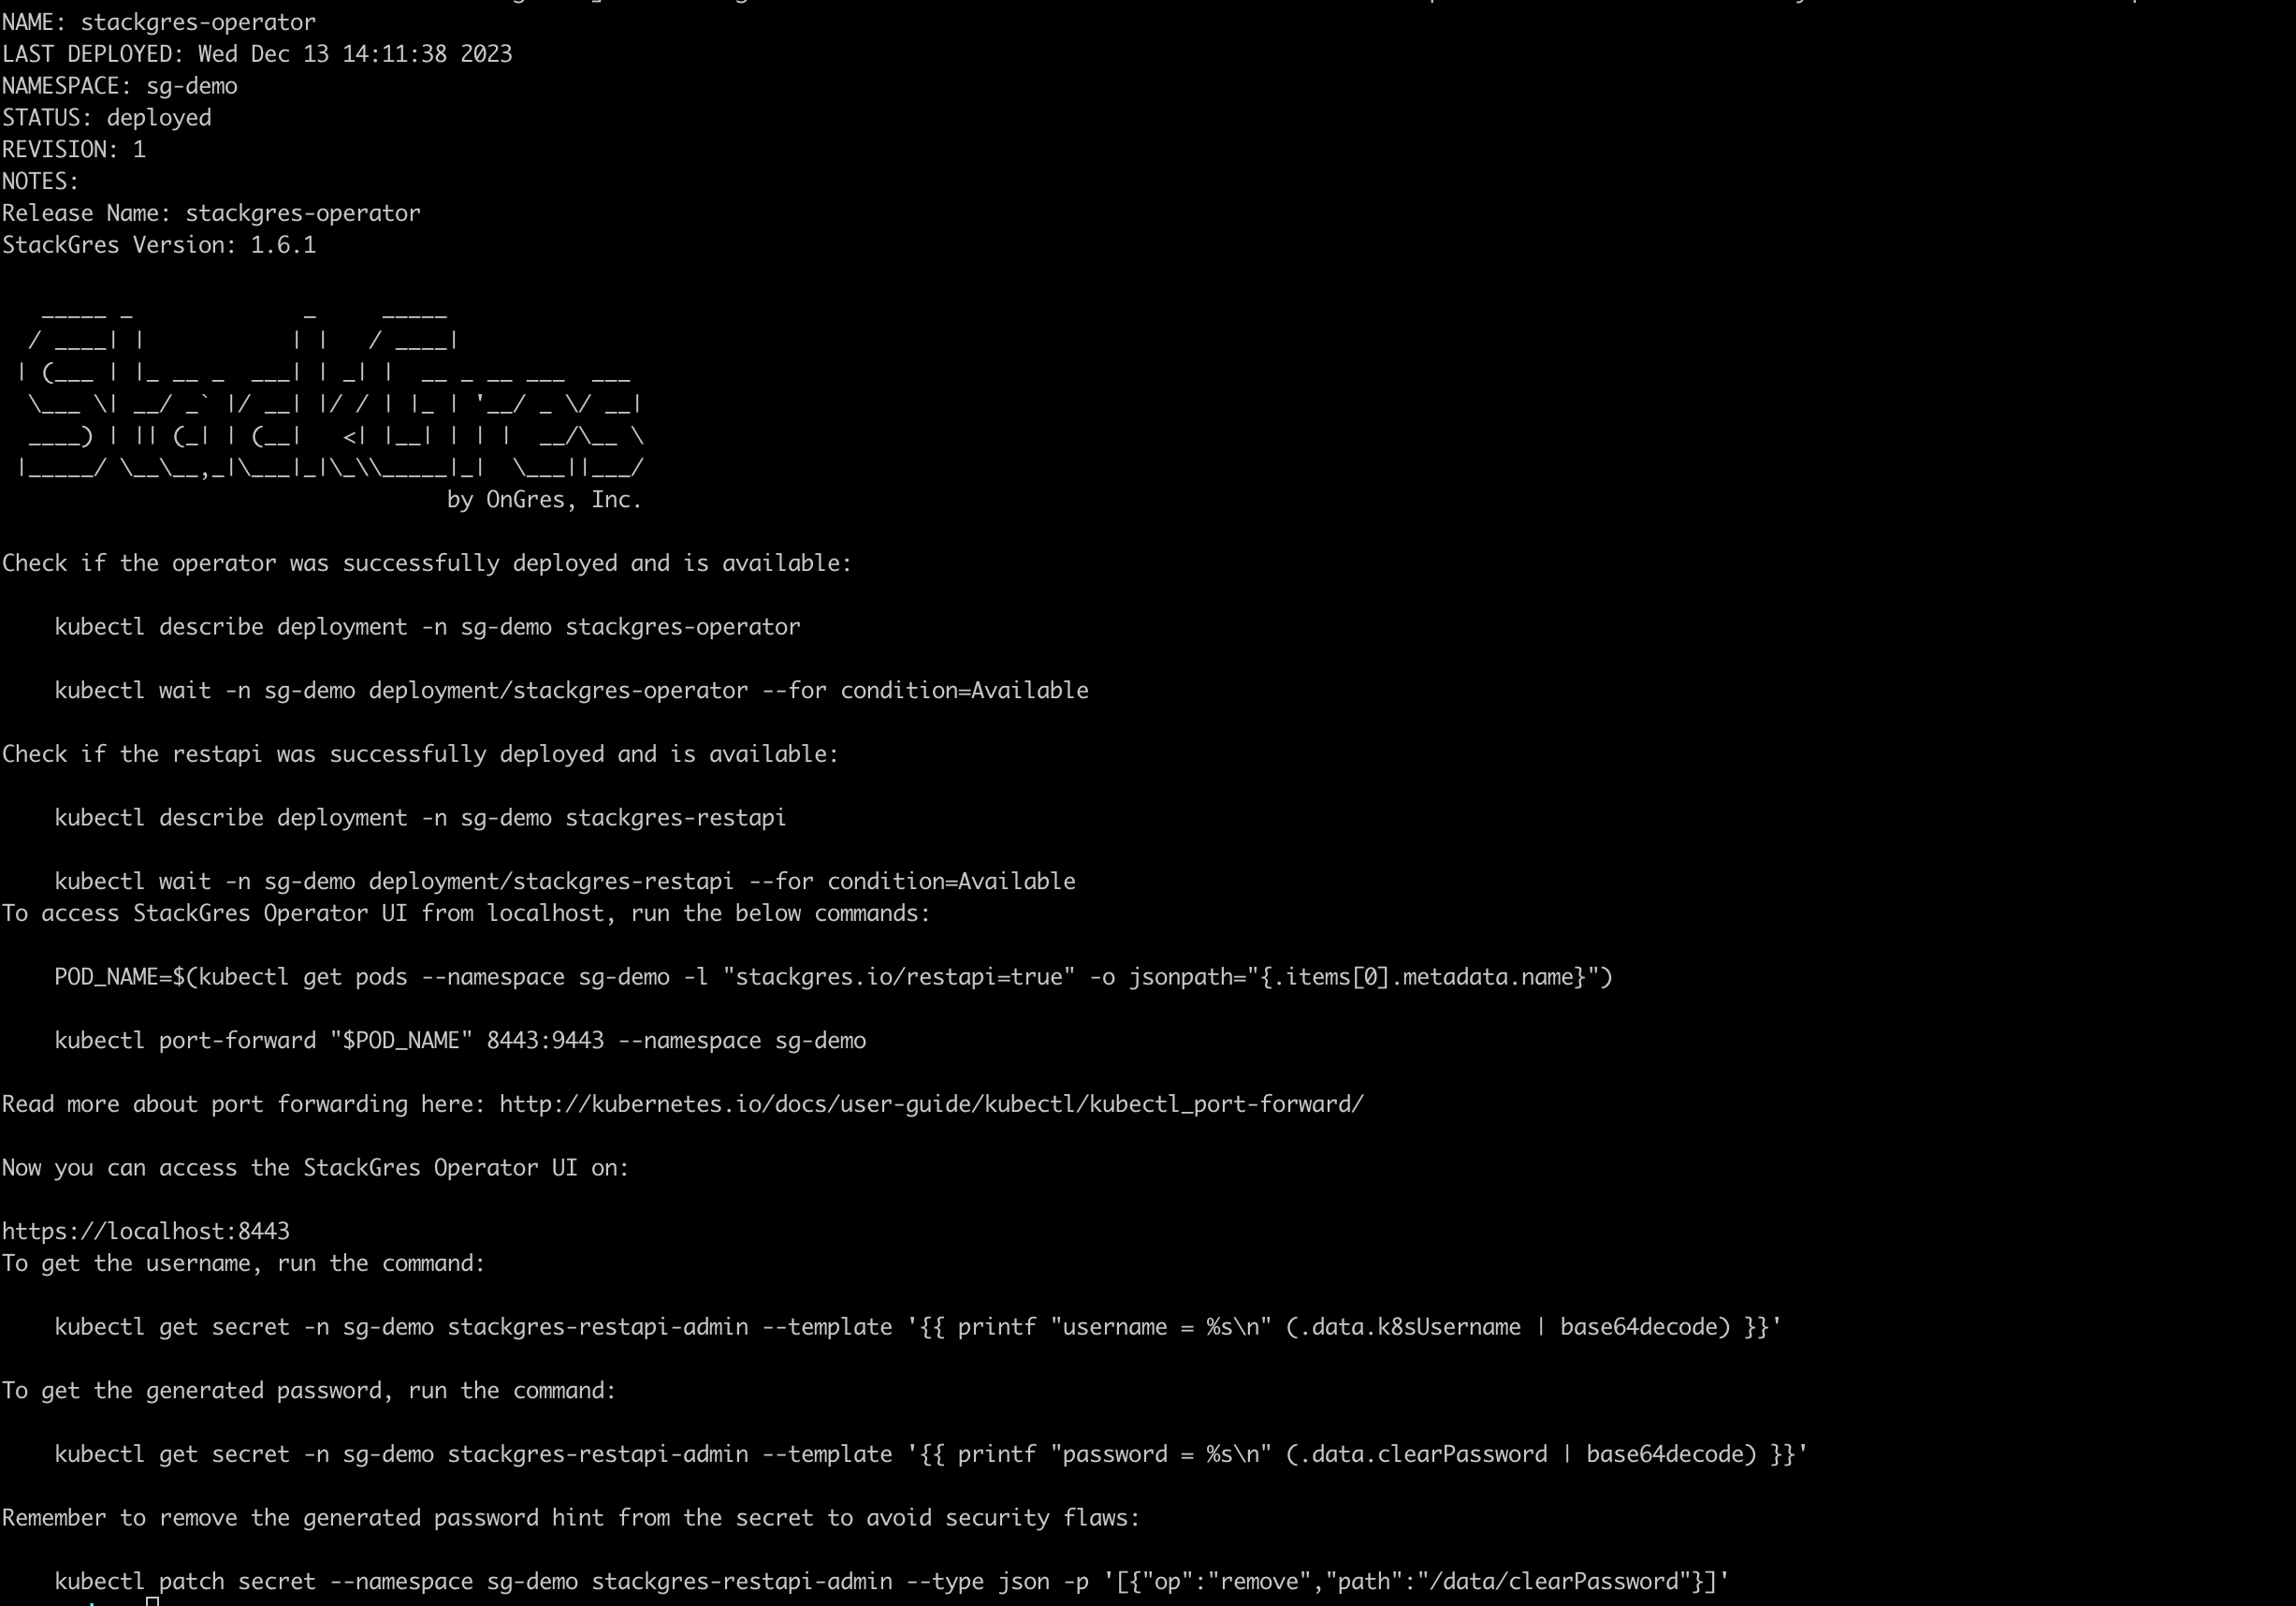 NAME: stackgres-operator
LAST DEPLOYED: Wed Dec 13 14:11:38 2023
NAMESPACE: sg-demo
STATUS: deployed
REVISION: 1
NOTES:
Release Name: stackgres-operator
StackGres Version: 1.6.1
StackGres
by OnGres, Inc.
Check if the operator was successfully deployed and is available:
kubectl describe deployment -n sg-demo stackgres-operator
kubectl wait -n sg-demo deployment/stackgres-operator --for condition=Available
Check if the restapi was successfully deployed and is available:
kubectl describe deployment -n sg-demo stackgres-restapi
kubectl wait -n sg-demo deployment/stackgres-restapi --for condition=Available
To access StackGres Operator UI from localhost, run the below commands:
POD_NAME=$(kubectl get pods --namespace sg-demo -l "stackgres.io/restapi=true" -o jsonpath="{.items[0].metadata.name}")
kubectl port-forward "$POD_NAME" 8443:9443 --namespace sg-demo
Read more about port forwarding here: http://kubernetes.io/docs/user-guide/kubectl/kubectl_port-forward/
Now you can access the StackGres Operator UI on:
https://localhost:8443
To get the username, run the command:
kubectl get secret -n sg-demo stackgres-restapi-admin --template '{{ printf "username = %s\n" (.data.k8sUsername | base64decode) }}'
To get the generated password, run the command:
kubectl get secret -n sg-demo stackgres-restapi-admin --template '{{ printf "password = %s\n" (.data.clearPassword | base64decode) }}'
Remember to remove the generated password hint from the secret to avoid security flaws:
kubectl patch secret --namespace sg-demo stackgres-restapi-admin --type json -p '[{"op":"remove","path":"/data/clearPassword"}]'